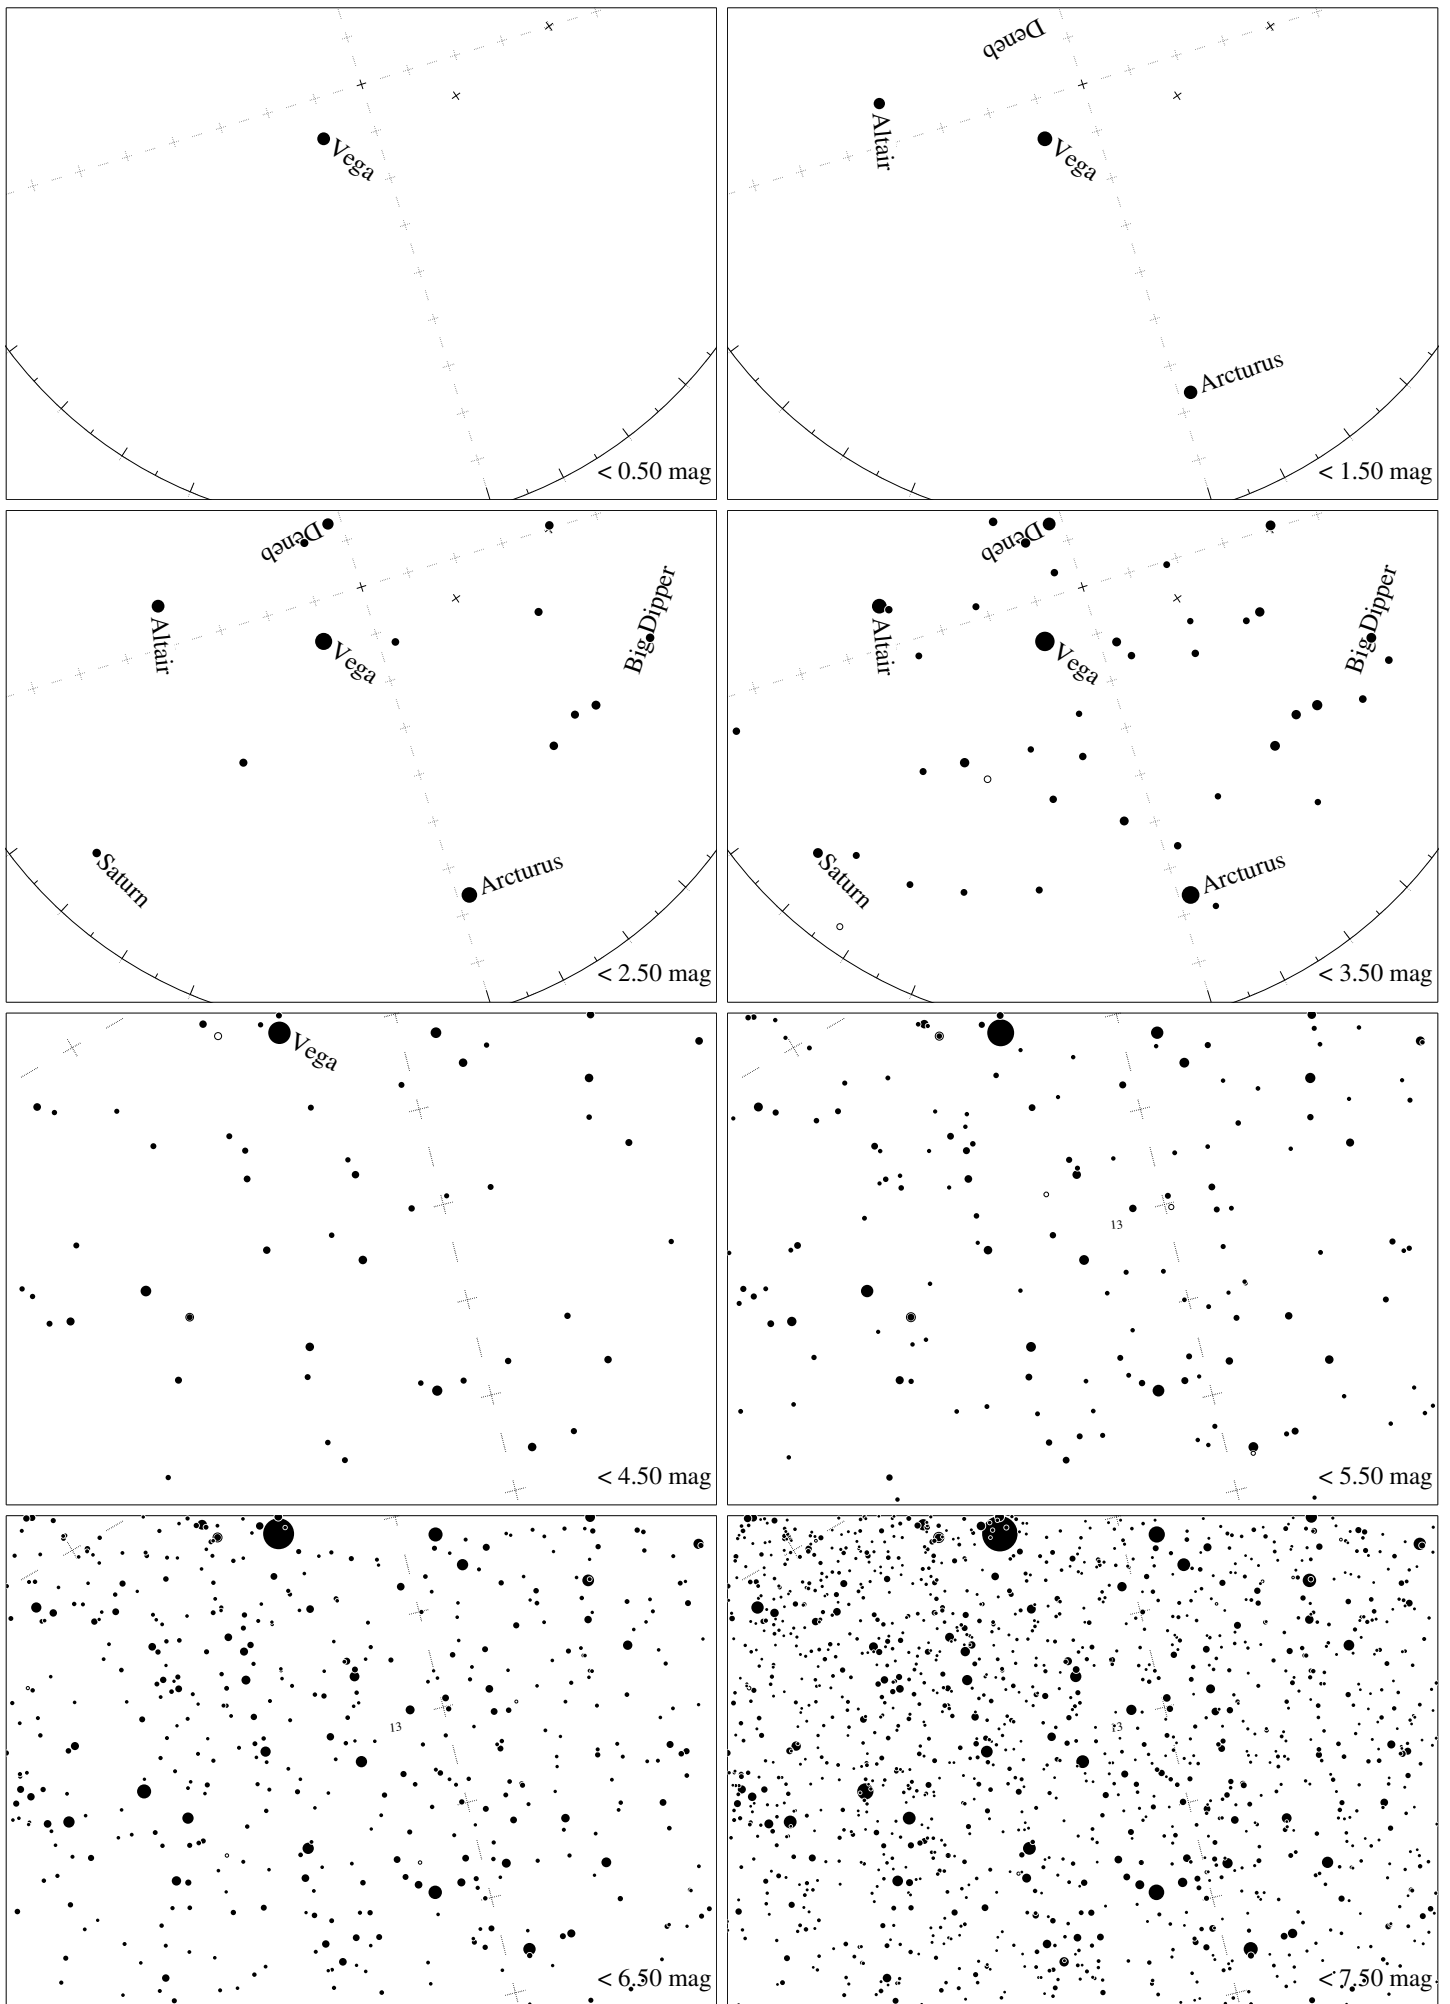 Vega
< 0.50 mag
Deneb
Altair
Vega
Arcturus
< 1.50 mag
Deneb
Altair
Vega
Big Dipper
Saturn
Arcturus
< 2.50 mag
Deneb
Altair
Vega
Big Dipper
Saturn
Arcturus
< 3.50 mag
Vega
< 4.50 mag
13
< 5.50 mag
13
< 6.50 mag
13
< 7.50 mag